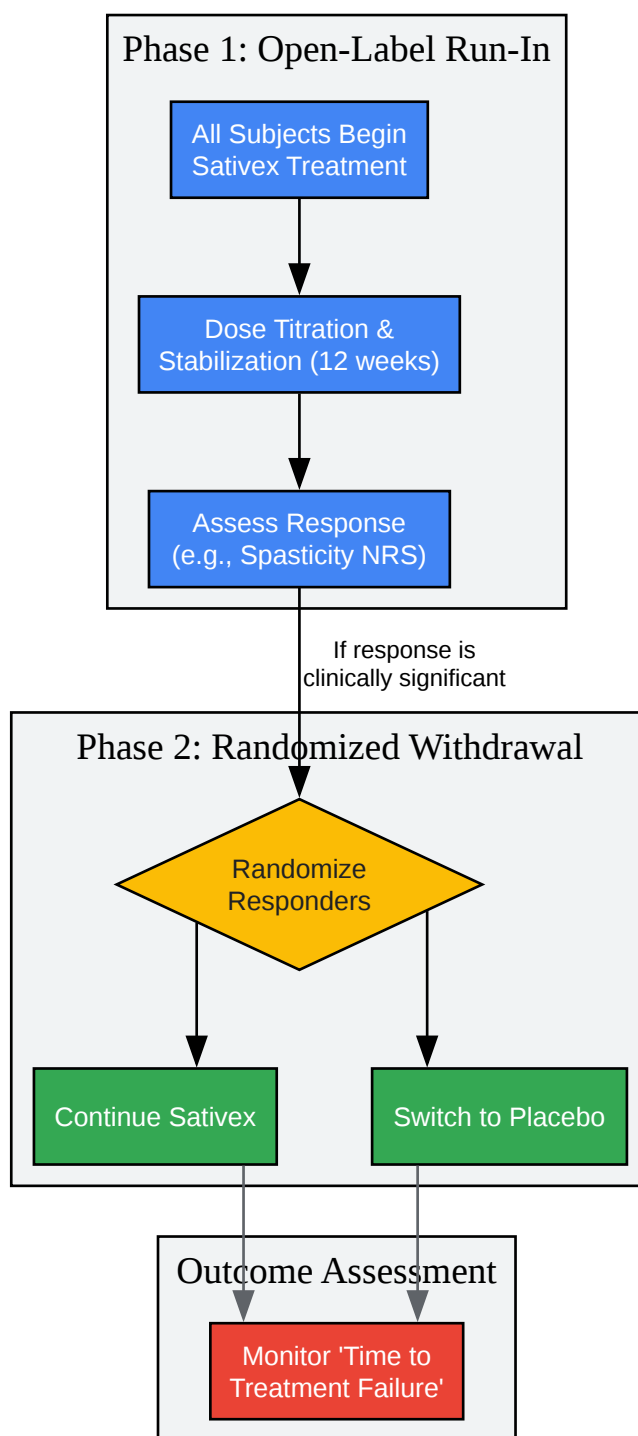 Phase 1: Open-Label Run-In
All Subjects Begin
Sativex Treatment
Dose Titration &
Stabilization (12 weeks)
Assess Response
(e.g., Spasticity NRS)
If response is
clinically significant
Phase 2: Randomized Withdrawal
Randomize
Responders
Continue Sativex
Switch to Placebo
Outcome Assessment
Monitor 'Time to
Treatment Failure'